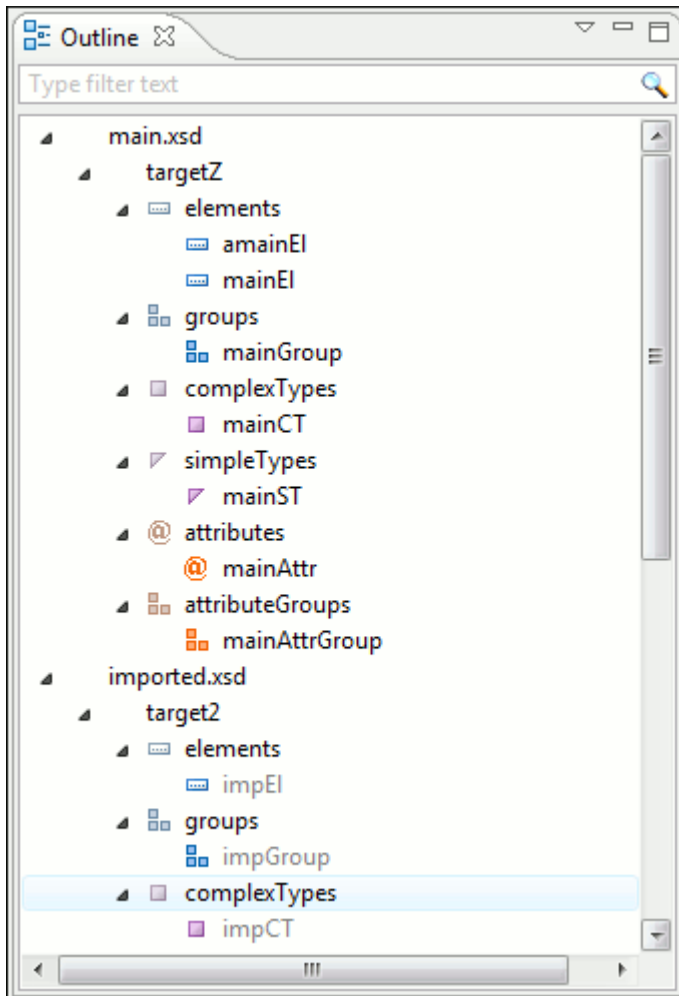 Outline
Type filter text
main.xsd
targetZ
elements
amainEl
mainEl
groups
mainGroup
complexTypes
mainCT
simpleTypes
mainST
attributes
@ mainAttr
attributeGroups
mainAttrGroup
imported.xsd
target2
elements
impEl
groups
impGroup
complexTypes
impCT